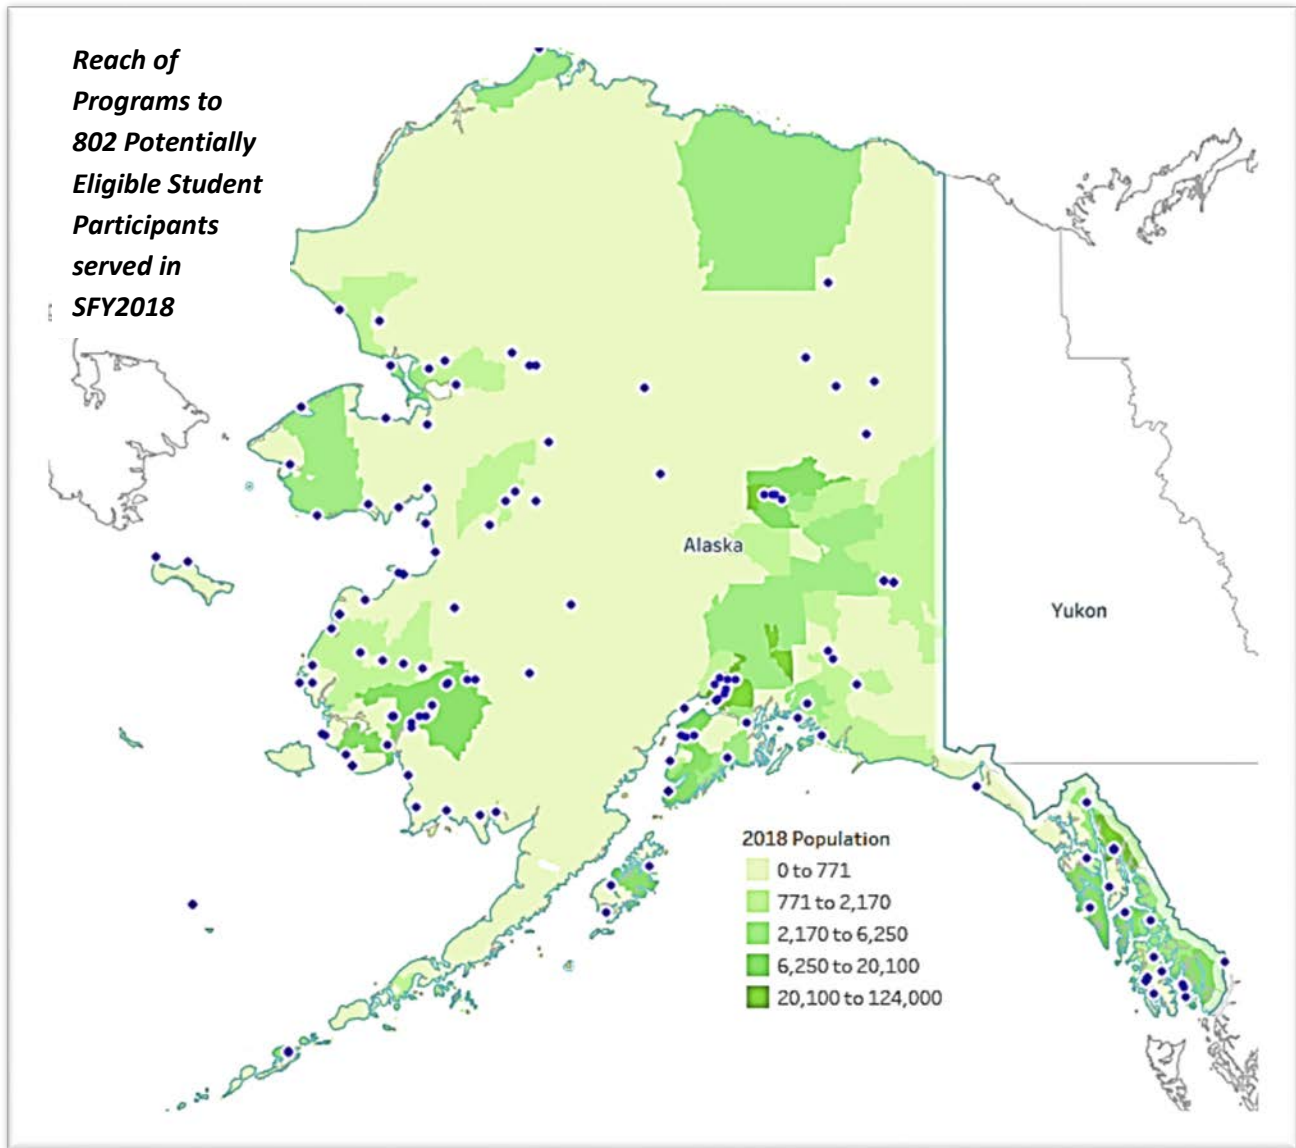 Reach of
Programs to
802 Potentially
Eligible Student
Participants
served in
SFY2018
Alaska
Yukon
2018 Population
0 to 771
771 to 2,170
2,170 to 6,250
6,250 to 20,100
20,100 to 124,000